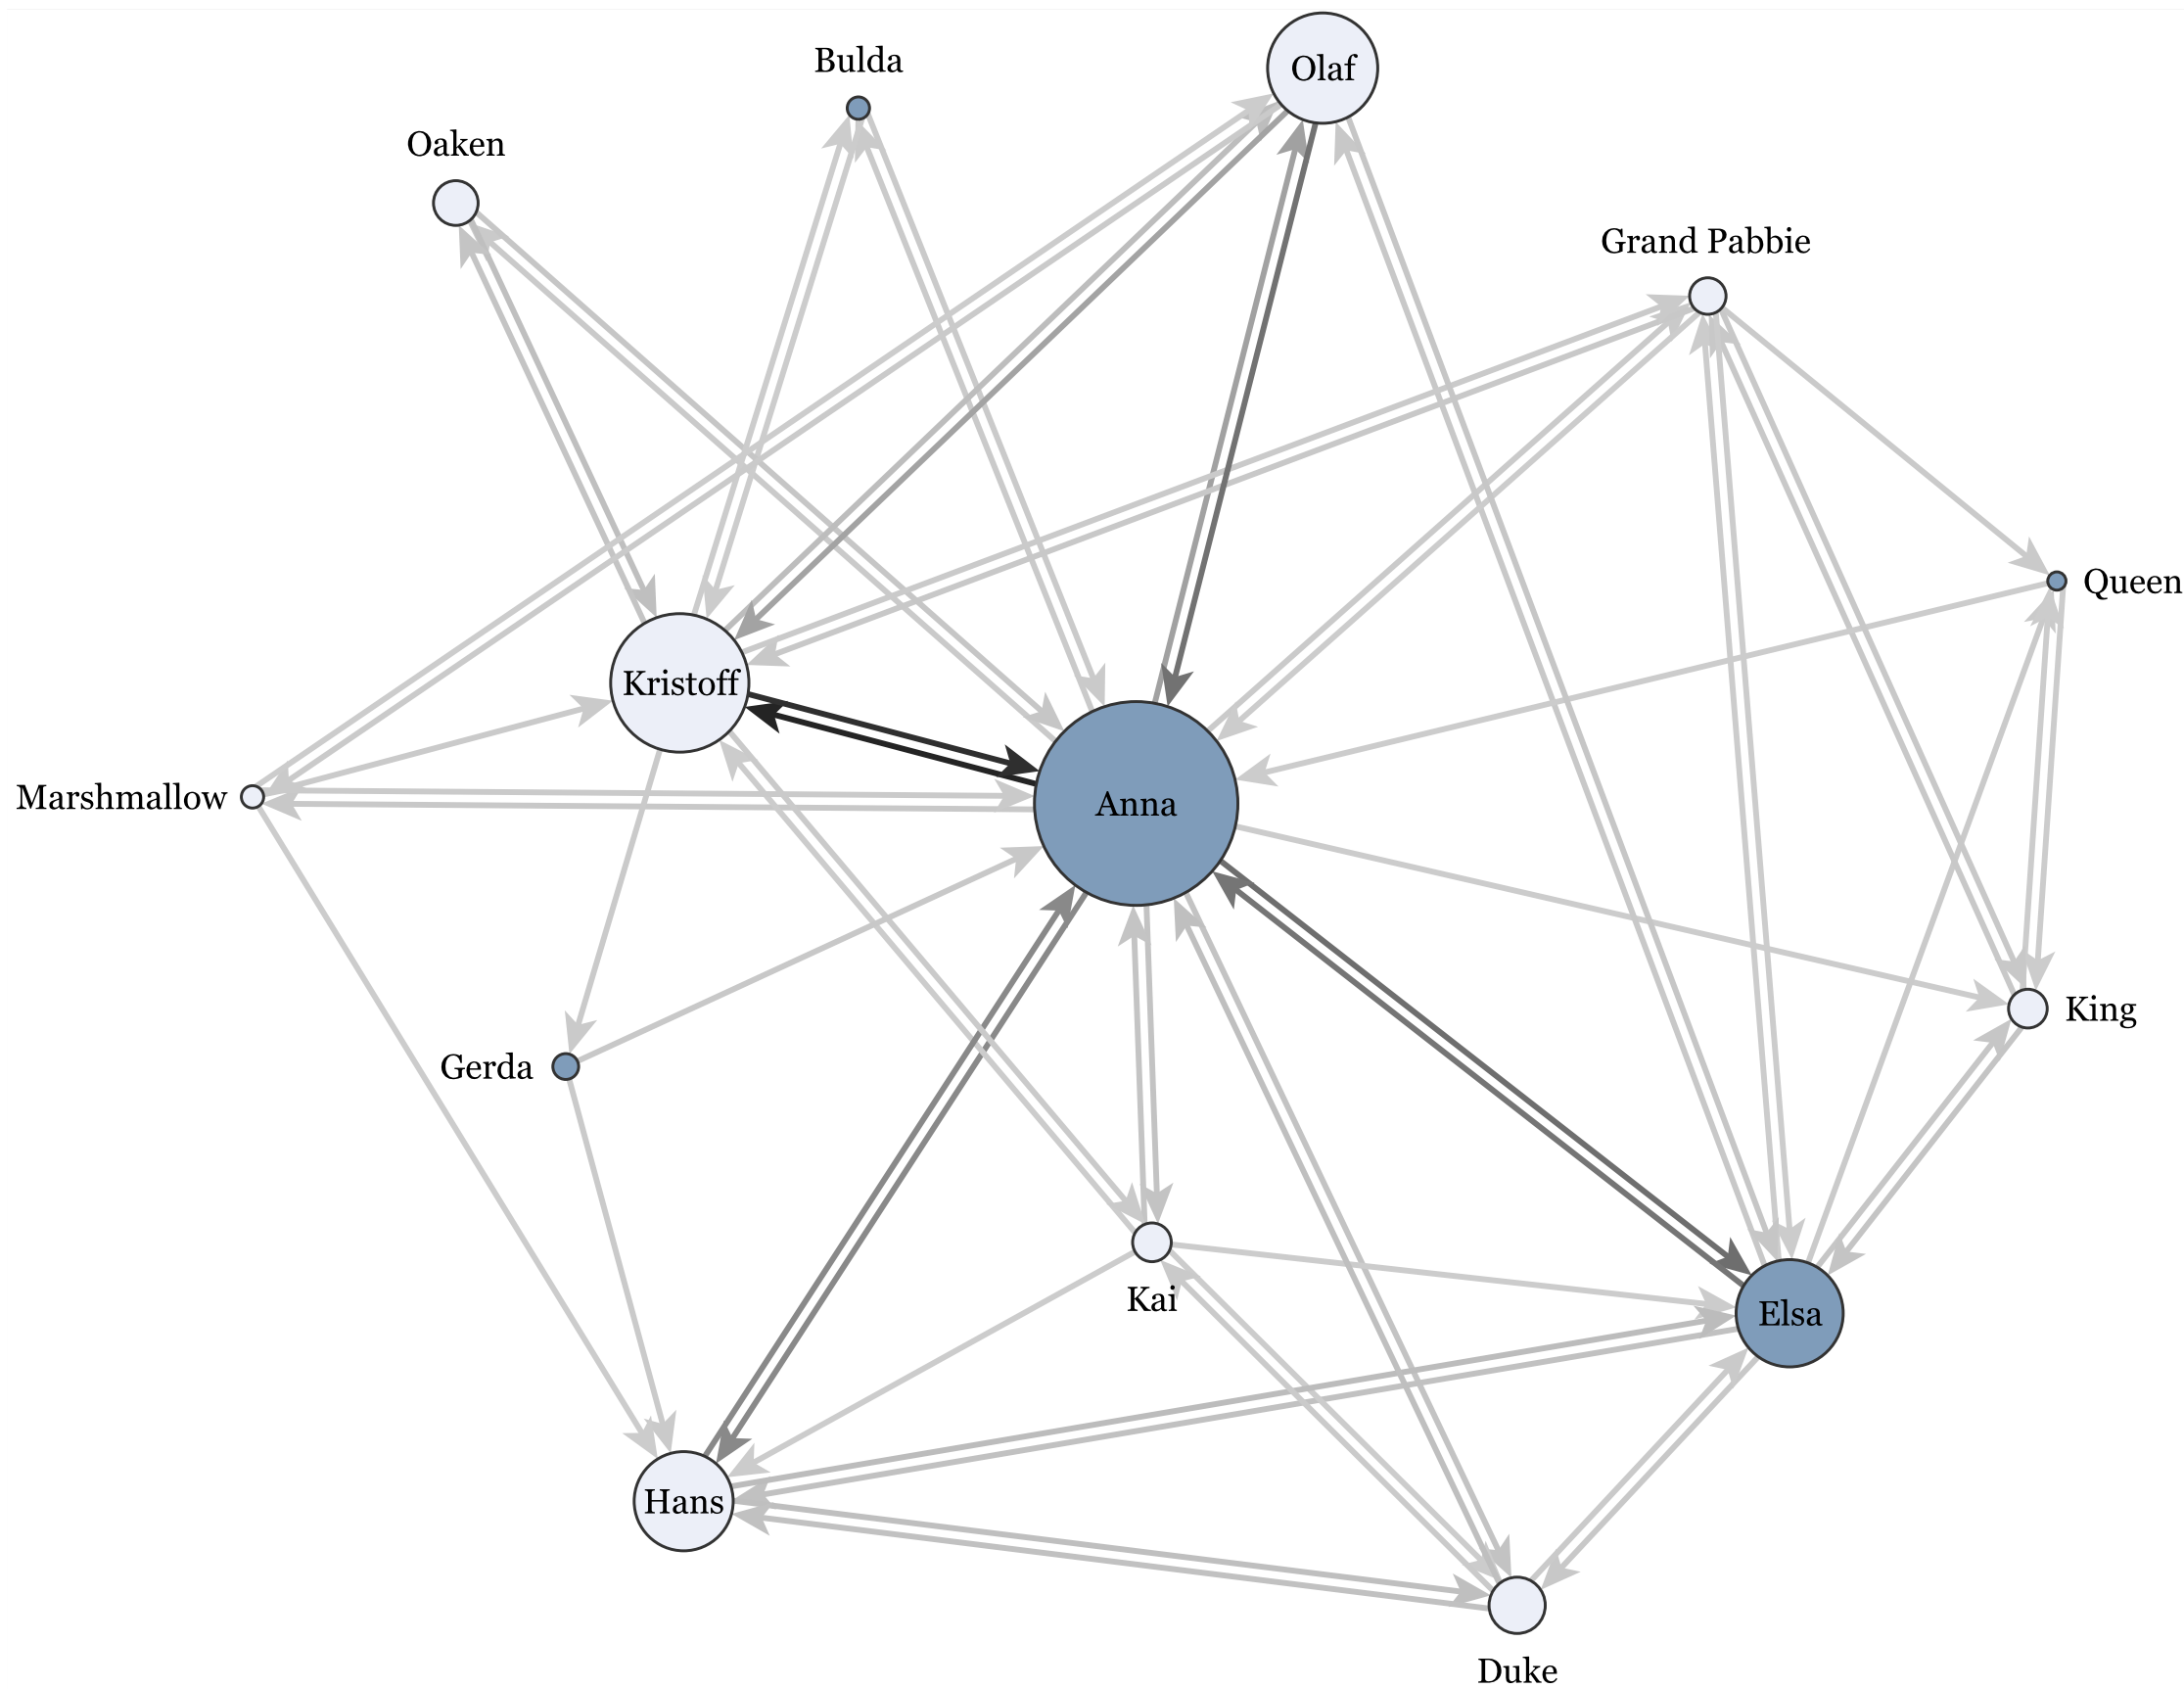 Olaf
Bulda
Oaken
Grand Pabbie
Queen
Kristoff
Marshmallow
Anna
King
Gerda
Kai
Elsa
Hans
Duke